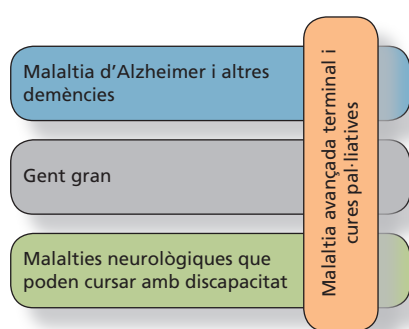 Malaltia d'Alzheimer i altres
demències
Gent gran
Malalties neurològiques que
poden cursar amb discapacitat
Malaltia avançada terminal i
cures pal·liatives